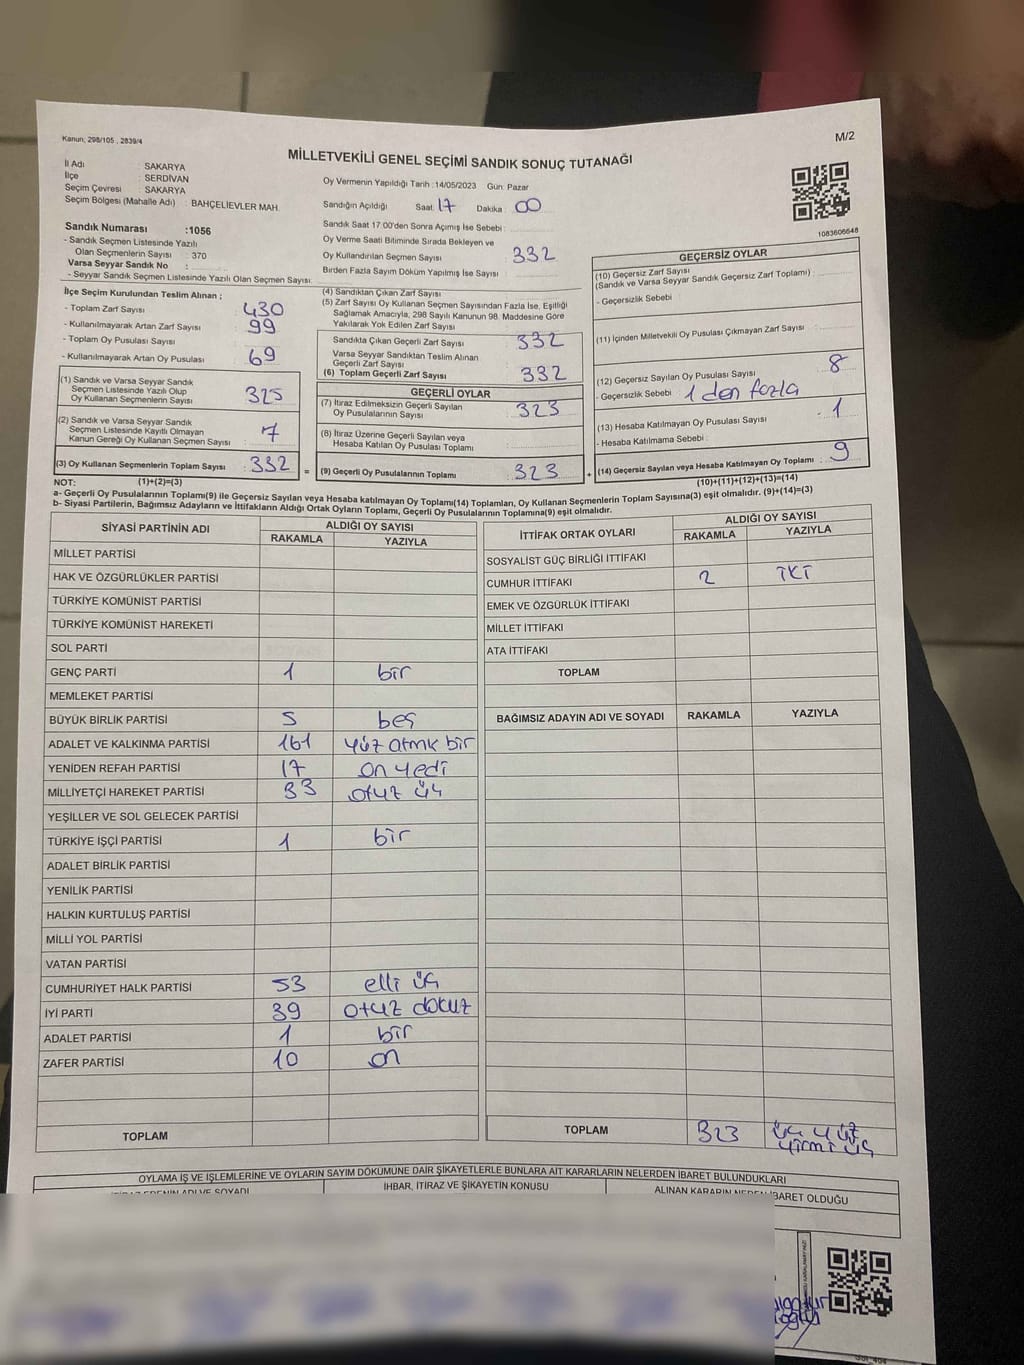 Kanun, 298/105 , 2839/4
M/2
MİLLETVEKİLİ GENEL SEÇİMİ SANDIK SONUÇ TUTANAĞI
İl Adı : SAKARYA
İlçe : SERDİVAN
Seçim Çevresi : SAKARYA
Seçim Bölgesi (Mahalle Adı) : BAHÇELİEVLER MAH.
Sandık Numarası :1056
- Sandık Seçmen Listesinde Yazılı
Olan Seçmenlerin Sayısı : 370
Varsa Seyyar Sandık No :
- Seyyar Sandık Seçmen Listesinde Yazılı Olan Seçmen Sayısı:
Oy Vermenin Yapıldığı Tarih :14/05/2023 Gün: Pazar
Sandığın Açıldığı Saat: 17 Dakika: 00
Sandık Saat 17:00'den Sonra Açımış İse Sebebi :
Oy Verme Saati Bitiminde Sırada Bekleyen ve
Oy Kullandırılan Seçmen Sayısı : 332
Birden Fazla Sayım Döküm Yapılmış İse Sayısı :
1083606648
İlçe Seçim Kurulundan Teslim Alınan ;
- Toplam Zarf Sayısı : 430
- Kullanılmayarak Artan Zarf Sayısı : 99
- Toplam Oy Pusulası Sayısı :
- Kullanılmayarak Artan Oy Pusulası : 69
(1) Sandık ve Varsa Seyyar Sandık
Seçmen Listesinde Yazılı Olup
Oy Kullanan Seçmenlerin Sayısı : 325
(2) Sandık ve Varsa Seyyar Sandık
Seçmen Listesinde Kayıtlı Olmayan
Kanun Gereği Oy Kullanan Seçmen Sayısı : 7
(3) Oy Kullanan Seçmenlerin Toplam Sayısı : 332
(4) Sandıktan Çıkan Zarf Sayısı :
(5) Zarf Sayısı Oy Kullanan Seçmen Sayısından Fazla İse, Eşitliği
Sağlamak Amacıyla, 298 Sayılı Kanunun 98. Maddesine Göre
Yakılarak Yok Edilen Zarf Sayısı :
Sandıkta Çıkan Geçerli Zarf Sayısı : 332
Varsa Seyyar Sandıktan Teslim Alınan
Geçerli Zarf Sayısı :
(6) Toplam Geçerli Zarf Sayısı : 332
GEÇERLİ OYLAR
(7) İtiraz Edilmeksizin Geçerli Sayılan
Oy Pusulalarının Sayısı : 323
(8) İtiraz Üzerine Geçerli Sayılan veya
Hesaba Katılan Oy Pusulası Toplamı :
= (9) Geçerli Oy Pusulalarının Toplamı : 323 +
GEÇERSİZ OYLAR
(10) Geçersiz Zarf Sayısı
(Sandık ve Varsa Seyyar Sandık Geçersiz Zarf Toplamı) :
- Geçersizlik Sebebi :
(11) İçinden Milletvekili Oy Pusulası Çıkmayan Zarf Sayısı :
(12) Geçersiz Sayılan Oy Pusulası Sayısı : 8
- Geçersizlik Sebebi : 1 den fazla
(13) Hesaba Katılmayan Oy Pusulası Sayısı : 1
- Hesaba Katılmama Sebebi :
(14) Geçersiz Sayılan veya Hesaba Katılmayan Oy Toplamı : 9
NOT: (1)+(2)=(3)
(10)+(11)+(12)+(13)=(14)
a- Geçerli Oy Pusulalarının Toplamı(9) ile Geçersiz Sayılan veya Hesaba katılmayan Oy Toplamı(14) Toplamları, Oy Kullanan Seçmenlerin Toplam Sayısına(3) eşit olmalıdır. (9)+(14)=(3)
b- Siyasi Partilerin, Bağımsız Adayların ve İttifakların Aldığı Ortak Oyların Toplamı, Geçerli Oy Pusulalarının Toplamına(9) eşit olmalıdır.
SİYASİ PARTİNİN ADI ALDIĞI OY SAYISI
RAKAMLA YAZIYLA
MİLLET PARTİSİ
HAK VE ÖZGÜRLÜKLER PARTİSİ
TÜRKİYE KOMÜNİST PARTİSİ
TÜRKİYE KOMÜNİST HAREKETİ
SOL PARTİ
GENÇ PARTİ 1 bir
MEMLEKET PARTİSİ
BÜYÜK BİRLİK PARTİSİ 5 beş
ADALET VE KALKINMA PARTİSİ 161 yüz atmk bir
YENİDEN REFAH PARTİSİ 17 on yedi
MİLLİYETÇİ HAREKET PARTİSİ 33 otuz üç
YEŞİLLER VE SOL GELECEK PARTİSİ
TÜRKİYE İŞÇİ PARTİSİ 1 bir
ADALET BİRLİK PARTİSİ
YENİLİK PARTİSİ
HALKIN KURTULUŞ PARTİSİ
MİLLİ YOL PARTİSİ
VATAN PARTİSİ
CUMHURİYET HALK PARTİSİ 53 elli üç
İYİ PARTİ 39 otuz dokuz
ADALET PARTİSİ 1 bir
ZAFER PARTİSİ 10 on
TOPLAM
İTTİFAK ORTAK OYLARI ALDIĞI OY SAYISI
RAKAMLA YAZIYLA
SOSYALİST GÜÇ BİRLİĞİ İTTİFAKI
CUMHUR İTTİFAKI 2 İKİ
EMEK VE ÖZGÜRLÜK İTTİFAKI
MİLLET İTTİFAKI
ATA İTTİFAKI
TOPLAM
BAĞIMSIZ ADAYIN ADI VE SOYADI RAKAMLA YAZIYLA
TOPLAM 323 üç yüz
yirmi üç
OYLAMA İŞ VE İŞLEMLERİNE VE OYLARIN SAYIM DÖKÜMÜNE DAİR ŞİKAYETLERLE BUNLARA AİT KARARLARIN NELERDEN İBARET BULUNDUKLARI
ADI VE SOYADI İHBAR, İTİRAZ VE ŞİKAYETİN KONUSU ALINAN KARARIN NEDEN İBARET OLDUĞU